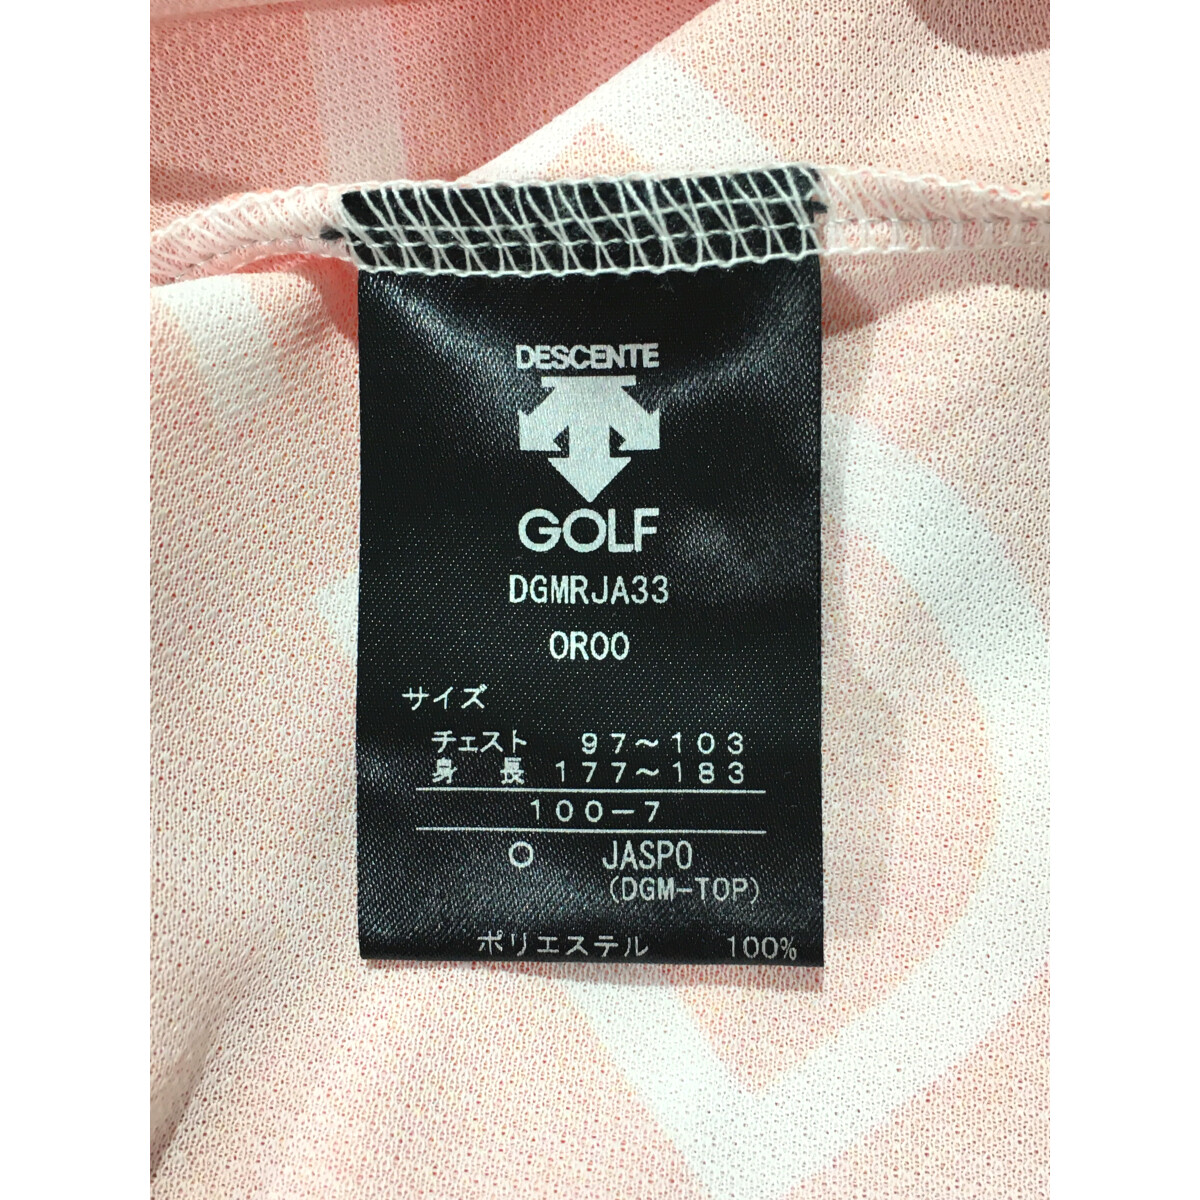 DESCENTE
GOLF
DGMRJA33
OR00
サイズ
チェスト 97～103
身長 177～183
100-7
O JASPO
(DGM-TOP)
ポリエステル 100%